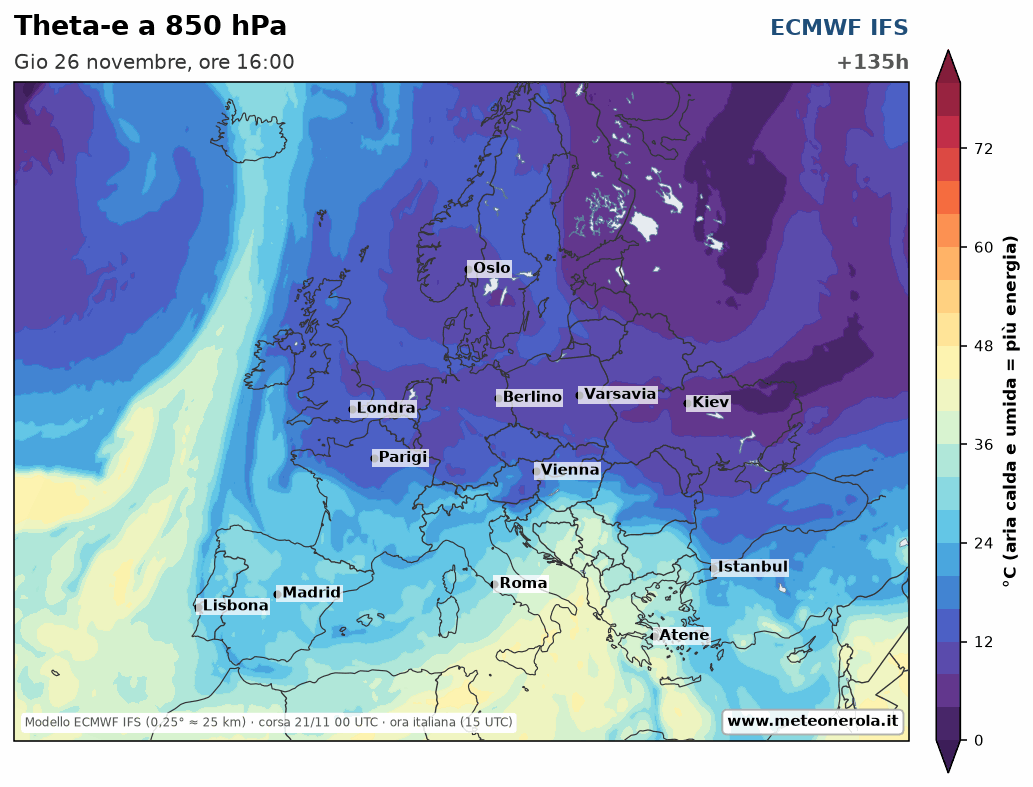 Theta-e a 850 hPa
ECMWF IFS
Gio 26 novembre, ore 16:00
+135h
72
60
48
36
24
12
0
°C (aria calda e umida = più energia)
Oslo
Londra
Berlino
Varsavia
Kiev
Parigi
Vienna
Istanbul
Roma
Madrid
Lisbona
Atene
Modello ECMWF IFS (0,25° ≈ 25 km) · corsa 21/11 00 UTC · ora italiana (15 UTC)
www.meteonerola.it